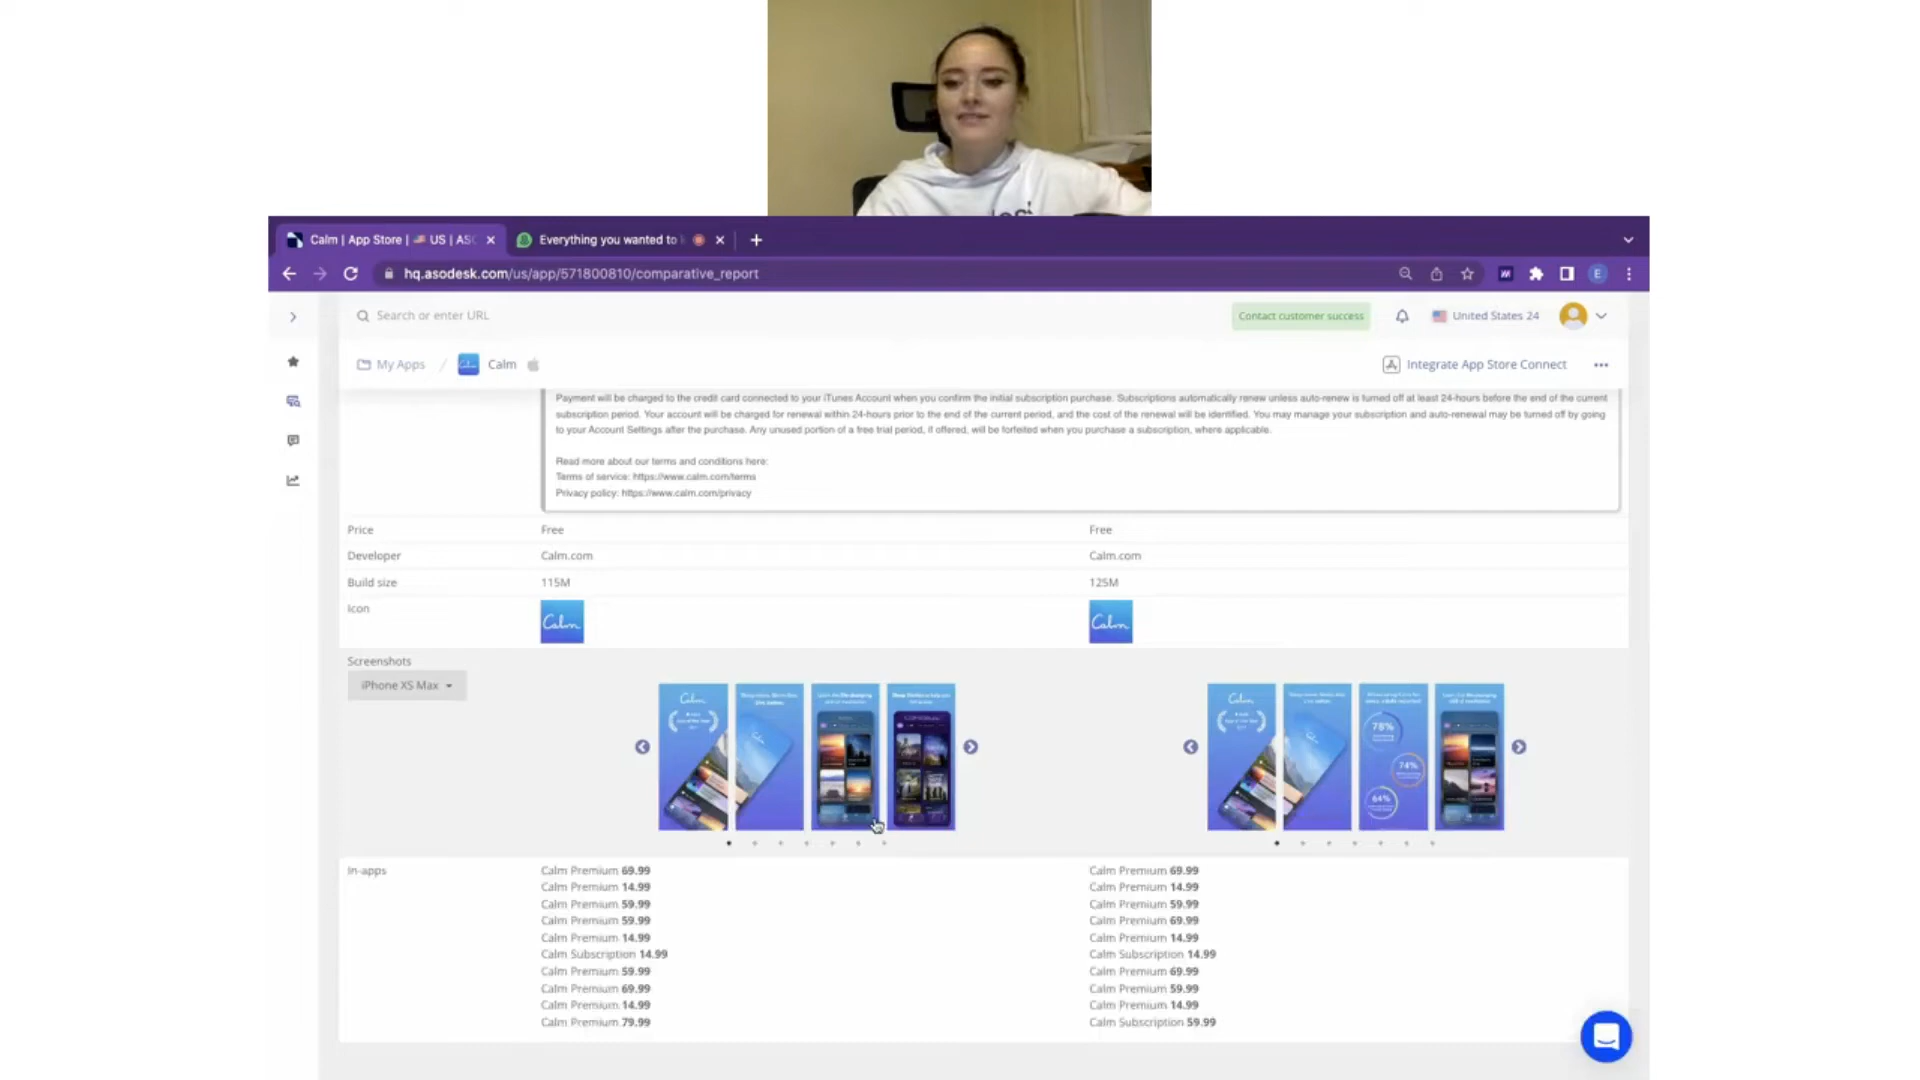 Calm | App Store | US | ASC
Everything you wanted to
hq.asodesk.com/us/app/571800810/comparative_report
E
Search or enter URL
Contact customer success
United States 24
My Apps / Calm Calm
Integrate App Store Connect
Payment will be charged to the credit card connected to your iTunes Account when you confirm the initial subscription purchase. Subscriptions automatically renew unless auto-renew is turned off at least 24-hours before the end of the current
subscription period. Your account will be charged for renewal within 24-hours prior to the end of the current period, and the cost of the renewal will be identified. You may manage your subscription and auto-renewal may be turned off by going
to your Account Settings after the purchase. Any unused portion of a free trial period, if offered, will be forfeited when you purchase a subscription, where applicable.
Read more about our terms and conditions here:
Terms of service: https://www.calm.com/terms
Privacy policy: https://www.calm.com/privacy
Price Free Free
Developer Calm.com Calm.com
Build size 115M 125M
Icon Calm Calm
Screenshots
iPhone XS Max
Calm Calm
78%
74%
64%
In-apps
Calm Premium 69.99 Calm Premium 69.99
Calm Premium 14.99 Calm Premium 14.99
Calm Premium 59.99 Calm Premium 59.99
Calm Premium 59.99 Calm Premium 69.99
Calm Premium 14.99 Calm Premium 14.99
Calm Subscription 14.99 Calm Subscription 14.99
Calm Premium 59.99 Calm Premium 69.99
Calm Premium 69.99 Calm Premium 59.99
Calm Premium 14.99 Calm Premium 14.99
Calm Premium 79.99 Calm Subscription 59.99